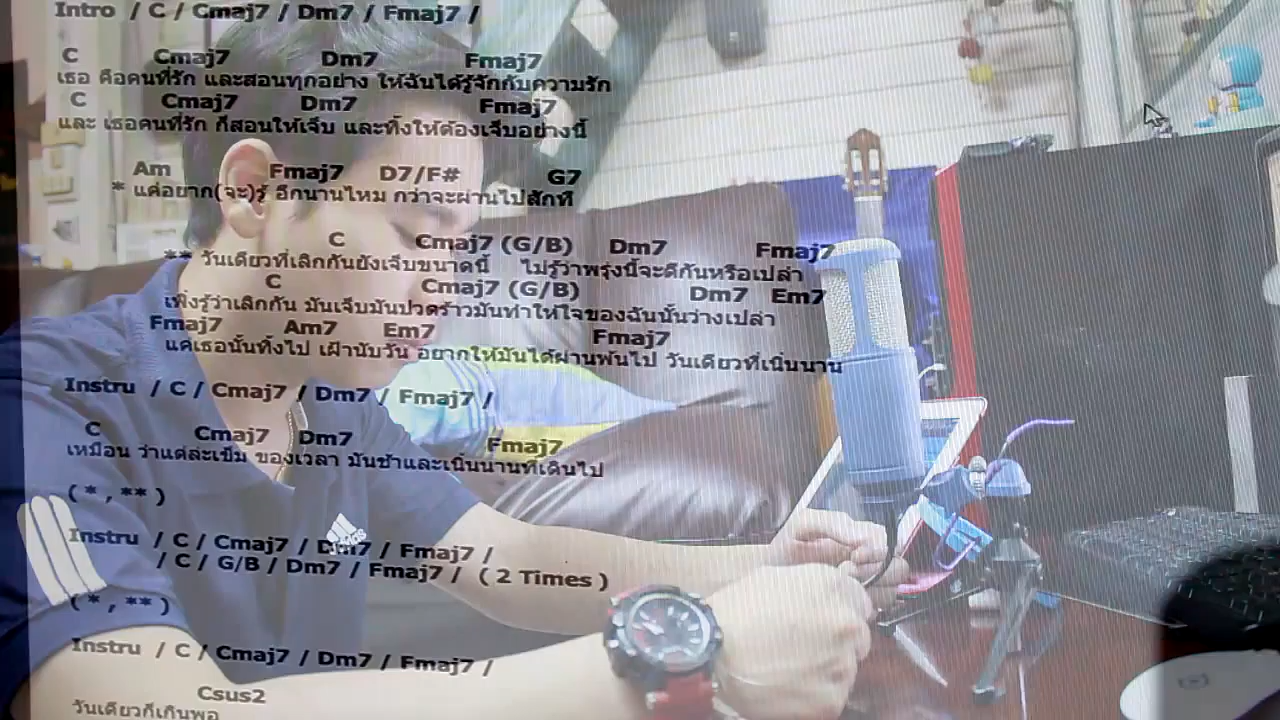 Intro / C / Cmaj7 / Dm7 / Fmaj7 /
C Cmaj7 Dm7 Fmaj7
เธอ คือคนที่รัก และสอนทุกอย่าง ให้ฉันได้รู้จักกับความรัก
C Cmaj7 Dm7 Fmaj7
และ เธอคนที่รัก ก็สอนให้เจ็บ และทิ้งให้ต้องเจ็บอย่างนี้
Am Fmaj7 D7/F# G7
* แค่อยาก(จะ)รู้ อีกนานไหม กว่าจะผ่านไปสักที
C Cmaj7 (G/B) Dm7 Fmaj7
** วันเดียวที่เลิกกันยังเจ็บขนาดนี้ ไม่รู้ว่าพรุ่งนี้จะดีกันหรือเปล่า
C Cmaj7 (G/B) Dm7 Em7
เพิ่งรู้ว่าเลิกกัน มันเจ็บมันปวดร้าวมันทำให้ใจของฉันนั้นว่างเปล่า
Fmaj7 Am7 Em7 Fmaj7
แค่เธอนั้นทิ้งไป เฝ้านับวัน อยากให้มันได้ผ่านพ้นไป วันเดียวที่เนิ่นนาน
Instru / C / Cmaj7 / Dm7 / Fmaj7 /
C Cmaj7 Dm7 Fmaj7
เหมือน ว่าแต่ละเข็ม ของเวลา มันช้าและเนิ่นนานที่เดินไป
( * , ** )
Instru / C / Cmaj7 / Dm7 / Fmaj7 /
/ C / G/B / Dm7 / Fmaj7 / ( 2 Times )
( * , ** )
Instru / C / Cmaj7 / Dm7 / Fmaj7 /
Csus2
วันเดียวก็เกินพอ